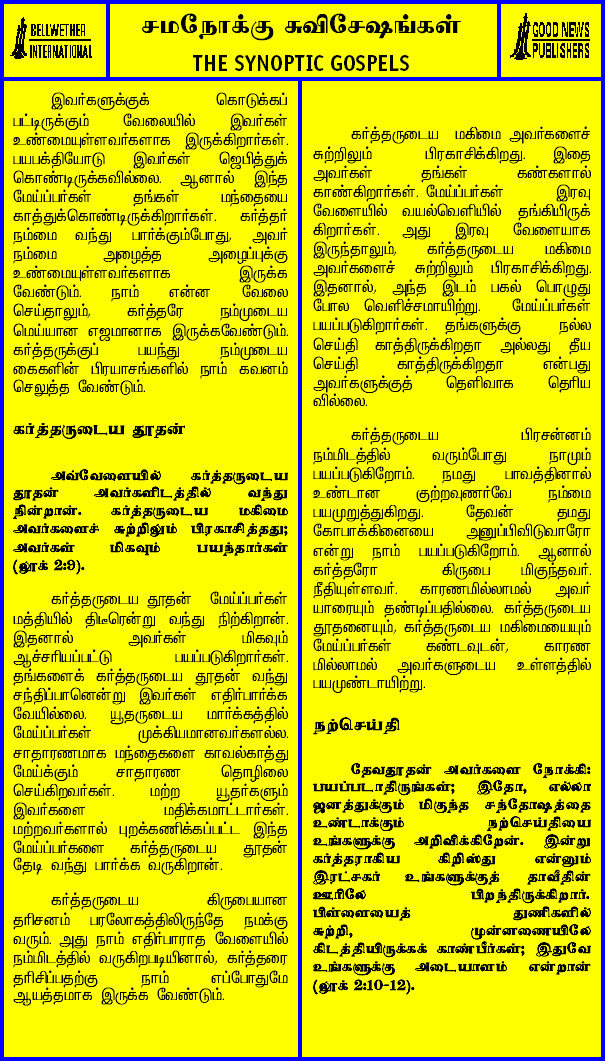 BELLWETHER
INTERNATIONAL
சமநோக்கு சுவிசேஷங்கள்
THE SYNOPTIC GOSPELS
GOOD NEWS
PUBLISHERS
இவர்களுக்குக் கொடுக்கப்
பட்டிருக்கும் வேலையில் இவர்கள்
உண்மையுள்ளவர்களாக இருக்கிறார்கள்.
பயபக்தியோடு இவர்கள் ஜெபித்துக்
கொண்டிருக்கவில்லை. ஆனால் இந்த
மேய்ப்பர்கள் தங்கள் மந்தையை
காத்துக்கொண்டிருக்கிறார்கள். கர்த்தர்
நம்மை வந்து பார்க்கும்போது, அவர்
நம்மை அழைத்த அழைப்புக்கு
உண்மையுள்ளவர்களாக இருக்க
வேண்டும். நாம் என்ன வேலை
செய்தாலும், கர்த்தரே நம்முடைய
மெய்யான எஜமானாக இருக்கவேண்டும்.
கர்த்தருக்குப் பயந்து நம்முடைய
கைகளின் பிரயாசங்களில் நாம் கவனம்
செலுத்த வேண்டும்.
கர்த்தருடைய தூதன்
அவ்வேளையில் கர்த்தருடைய
தூதன் அவர்களிடத்தில் வந்து
நின்றான். கர்த்தருடைய மகிமை
அவர்களைச் சுற்றிலும் பிரகாசித்தது;
அவர்கள் மிகவும் பயந்தார்கள்
(லூக் 2:9).
கர்த்தருடைய தூதன் மேய்ப்பர்கள்
மத்தியில் திடீரென்று வந்து நிற்கிறான்.
இதனால் அவர்கள் மிகவும்
ஆச்சரியப்பட்டு பயப்படுகிறார்கள்.
தங்களைக் கர்த்தருடைய தூதன் வந்து
சந்திப்பானென்று இவர்கள் எதிர்பார்க்க
வேயில்லை. யூதருடைய மார்க்கத்தில்
மேய்ப்பர்கள் முக்கியமானவர்களல்ல.
சாதாரணமாக மந்தைகளை காவல்காத்து
மேய்க்கும் சாதாரண தொழிலை
செய்கிறவர்கள். மற்ற யூதர்களும்
இவர்களை மதிக்கமாட்டார்கள்.
மற்றவர்களால் புறக்கணிக்கப்பட்ட இந்த
மேய்ப்பர்களை கர்த்தருடைய தூதன்
தேடி வந்து பார்க்க வருகிறான்.
கர்த்தருடைய கிருபையான
தரிசனம் பரலோகத்திலிருந்தே நமக்கு
வரும். அது நாம் எதிர்பாராத வேளையில்
நம்மிடத்தில் வருகிறபடியினால், கர்த்தரை
தரிசிப்பதற்கு நாம் எப்போதுமே
ஆயத்தமாக இருக்க வேண்டும்.
கர்த்தருடைய மகிமை அவர்களைச்
சுற்றிலும் பிரகாசிக்கிறது. இதை
அவர்கள் தங்கள் கண்களால்
காண்கிறார்கள். மேய்ப்பர்கள் இரவு
வேளையில் வயல்வெளியில் தங்கியிருக்
கிறார்கள். அது இரவு வேளையாக
இருந்தாலும், கர்த்தருடைய மகிமை
அவர்களைச் சுற்றிலும் பிரகாசிக்கிறது.
இதனால், அந்த இடம் பகல் பொழுது
போல வெளிச்சமாயிற்று. மேய்ப்பர்கள்
பயப்படுகிறார்கள். தங்களுக்கு நல்ல
செய்தி காத்திருக்கிறதா அல்லது தீய
செய்தி காத்திருக்கிறதா என்பது
அவர்களுக்குத் தெளிவாக தெரிய
வில்லை.
கர்த்தருடைய பிரசன்னம்
நம்மிடத்தில் வரும்போது நாமும்
பயப்படுகிறோம். நமது பாவத்தினால்
உண்டான குற்றவுணர்வே நம்மை
பயமுறுத்துகிறது. தேவன் தமது
கோபாக்கினையை அனுப்பிவிடுவாரோ
என்று நாம் பயப்படுகிறோம். ஆனால்
கர்த்தரோ கிருபை மிகுந்தவர்.
நீதியுள்ளவர். காரணமில்லாமல் அவர்
யாரையும் தண்டிப்பதில்லை. கர்த்தருடைய
தூதனையும், கர்த்தருடைய மகிமையையும்
மேய்ப்பர்கள் கண்டவுடன், காரண
மில்லாமல் அவர்களுடைய உள்ளத்தில்
பயமுண்டாயிற்று.
நற்செய்தி
தேவதூதன் அவர்களை நோக்கி:
பயப்படாதிருங்கள்; இதோ, எல்லா
ஜனத்துக்கும் மிகுந்த சந்தோஷத்தை
உண்டாக்கும் நற்செய்தியை
உங்களுக்கு அறிவிக்கிறேன். இன்று
கர்த்தராகிய கிறிஸ்து என்னும்
இரட்சகர் உங்களுக்குத் தாவீதின்
ஊரிலே பிறந்திருக்கிறார்.
பிள்ளையைத் துணிகளில்
சுற்றி, முன்னணையிலே
கிடத்தியிருக்கக் காண்பீர்கள்; இதுவே
உங்களுக்கு அடையாளம் என்றான்
(லூக் 2:10-12).